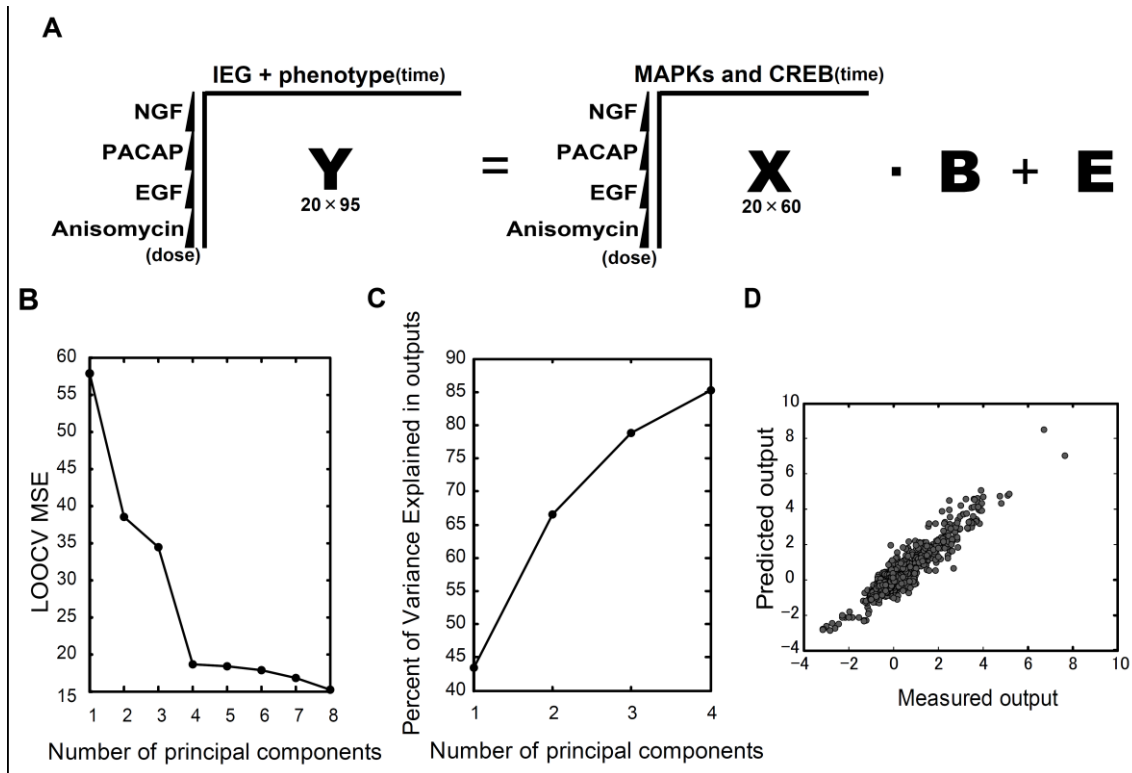 A
IEG + phenotype(time)
NGF
PACAP
EGF
Anisomycin
(dose)
Y
20 × 95
=
MAPKs and CREB(time)
NGF
PACAP
EGF
Anisomycin
(dose)
X
20 × 60
· B + E
B
LOOCV MSE
60
55
50
45
40
35
30
25
20
15
1 2 3 4 5 6 7 8
Number of principal components
C
Percent of Variance Explained in outputs
90
85
80
75
70
65
60
55
50
45
40
1 2 3 4
Number of principal components
D
Predicted output
10
8
6
4
2
0
−2
−4
−4 −2 0 2 4 6 8 10
Measured output